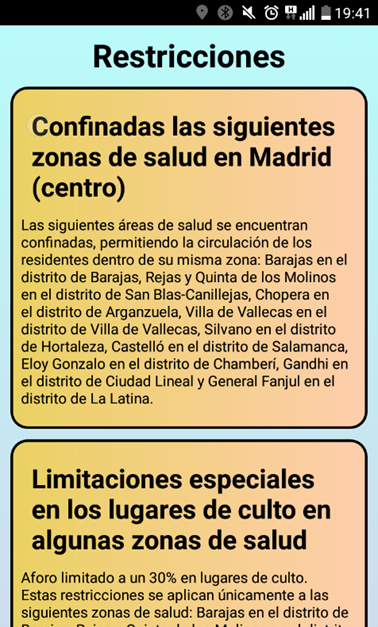 19:41
Restricciones
Confinadas las siguientes
zonas de salud en Madrid
(centro)
Las siguientes áreas de salud se encuentran
confinadas, permitiendo la circulación de los
residentes dentro de su misma zona: Barajas en el
distrito de Barajas, Rejas y Quinta de los Molinos
en el distrito de San Blas-Canillejas, Chopera en
el distrito de Arganzuela, Villa de Vallecas en el
distrito de Villa de Vallecas, Silvano en el distrito
de Hortaleza, Castelló en el distrito de Salamanca,
Eloy Gonzalo en el distrito de Chamberí, Gandhi en
el distrito de Ciudad Lineal y General Fanjul en el
distrito de La Latina.
Limitaciones especiales
en los lugares de culto en
algunas zonas de salud
Aforo limitado a un 30% en lugares de culto.
Estas restricciones se aplican únicamente a las
siguientes zonas de salud: Barajas en el distrito de